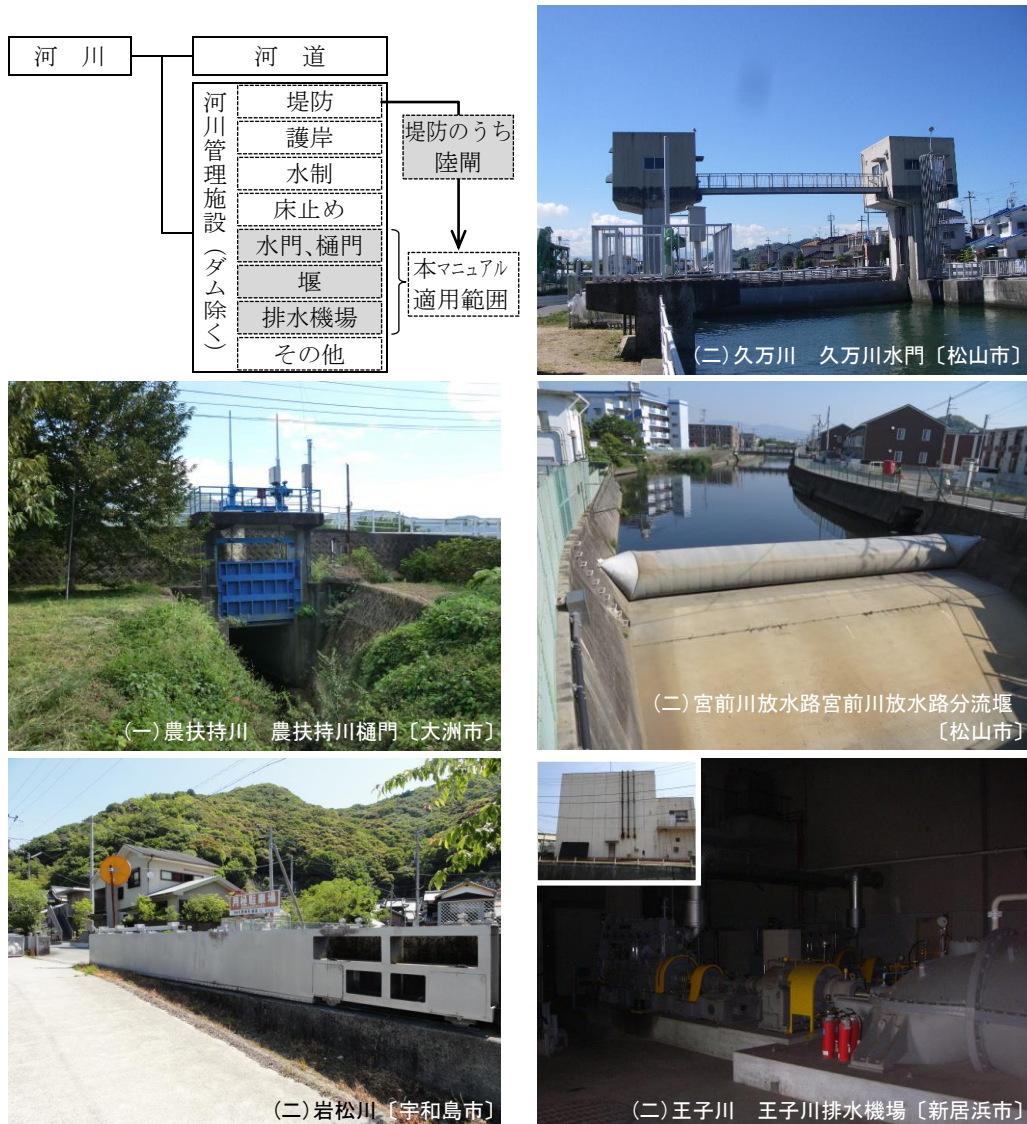 河川
河道
河川管理施設（ダム除く）
堤防
護岸
水制
床止め
水門、樋門
堰
排水機場
その他
堤防のうち
陸閘
本マニュアル
適用範囲
(二)久万川　久万川水門〔松山市〕
(一)農扶持川　農扶持川樋門〔大洲市〕
(二)宮前川放水路宮前川放水路分流堰
〔松山市〕
(二)岩松川〔宇和島市〕
(二)王子川　王子川排水機場〔新居浜市〕